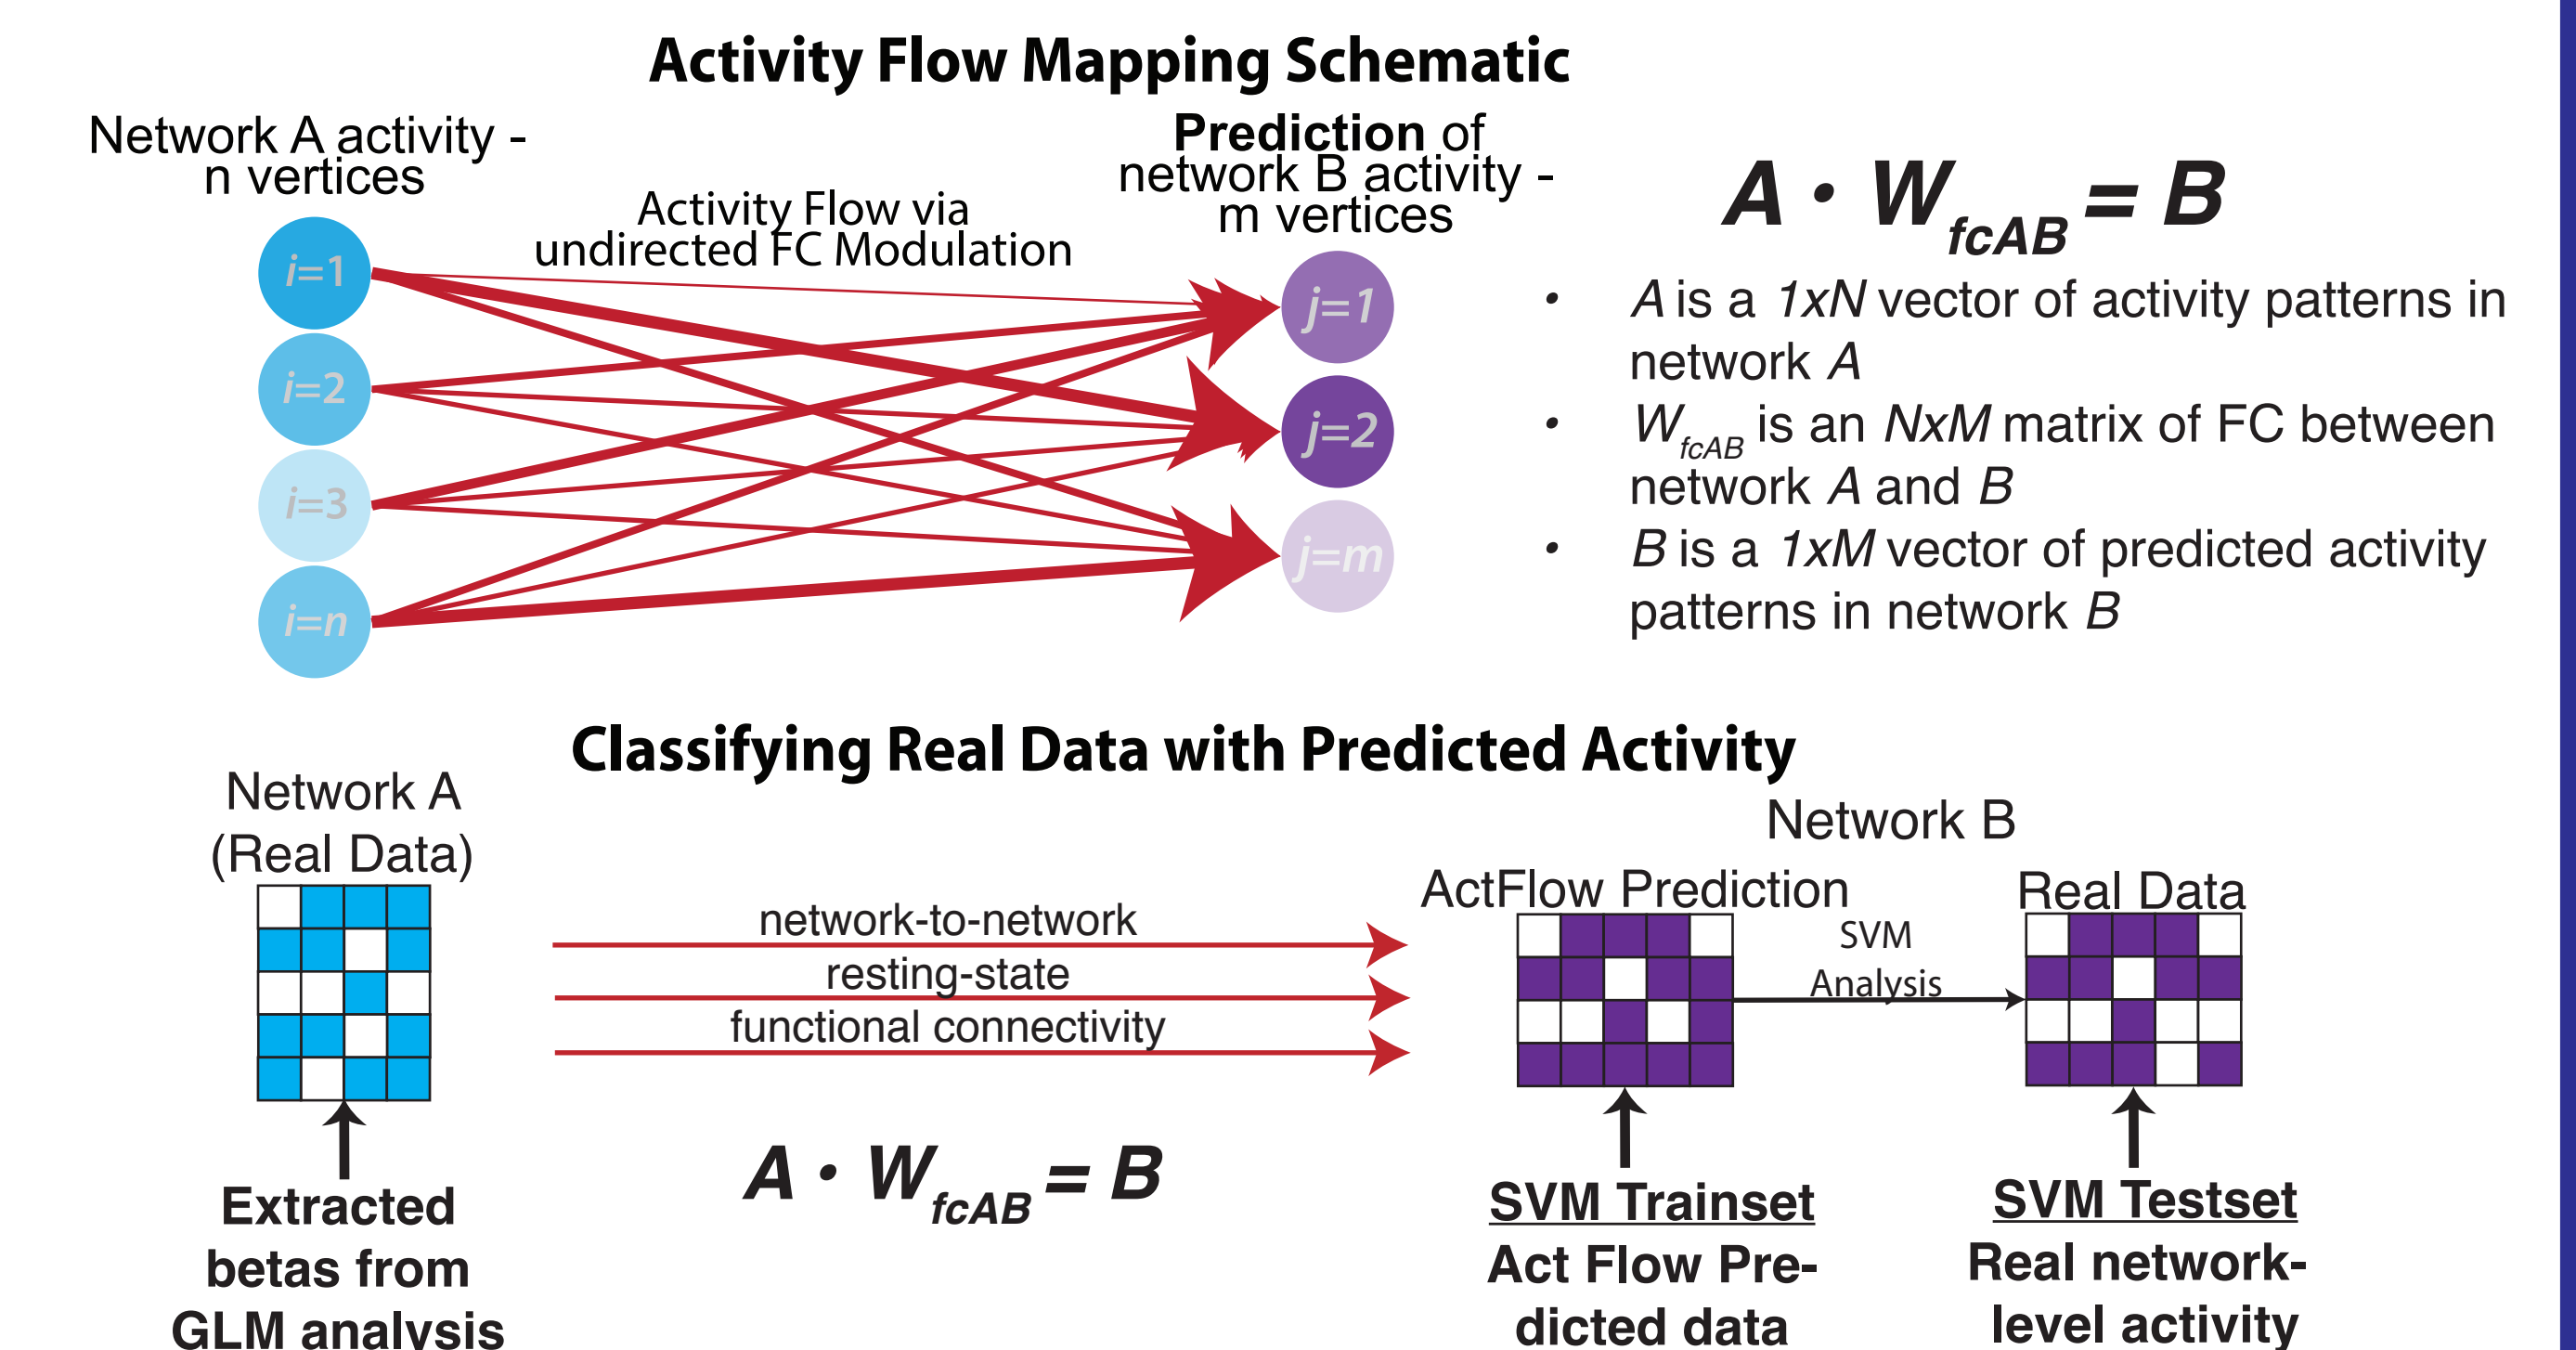 Activity Flow Mapping Schematic
Network A activity -
n vertices
Activity Flow via
undirected FC Modulation
Prediction of
network B activity -
m vertices
i=1
i=2
i=3
i=n
j=1
j=2
j=m
A · WfcAB = B
• A is a 1xN vector of activity patterns in
network A
• WfcAB is an NxM matrix of FC between
network A and B
• B is a 1xM vector of predicted activity
patterns in network B
Classifying Real Data with Predicted Activity
Network A
(Real Data)
network-to-network
resting-state
functional connectivity
A · WfcAB = B
Network B
ActFlow Prediction
SVM
Analysis
Real Data
Extracted
betas from
GLM analysis
SVM Trainset
Act Flow Pre-
dicted data
SVM Testset
Real network-
level activity